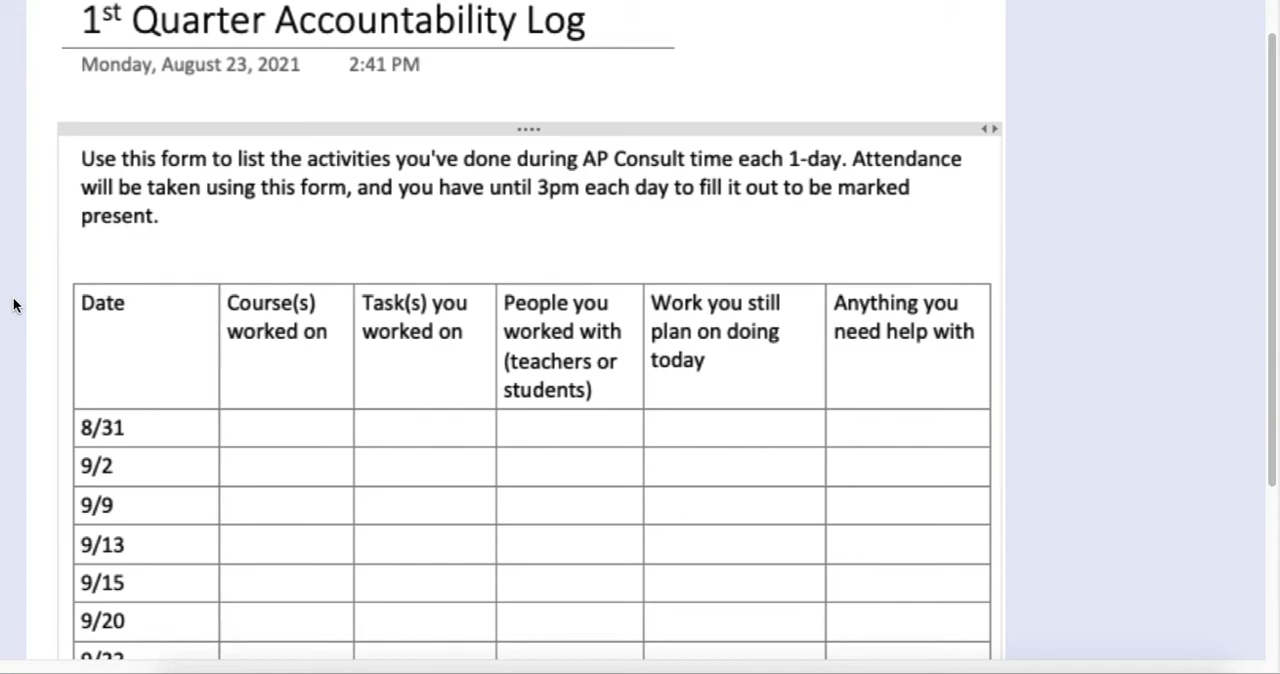 1st Quarter Accountability Log
Monday, August 23, 2021 2:41 PM
Use this form to list the activities you've done during AP Consult time each 1-day. Attendance
will be taken using this form, and you have until 3pm each day to fill it out to be marked
present.
Date
Course(s)
worked on
Task(s) you
worked on
People you
worked with
(teachers or
students)
Work you still
plan on doing
today
Anything you
need help with
8/31
9/2
9/9
9/13
9/15
9/20